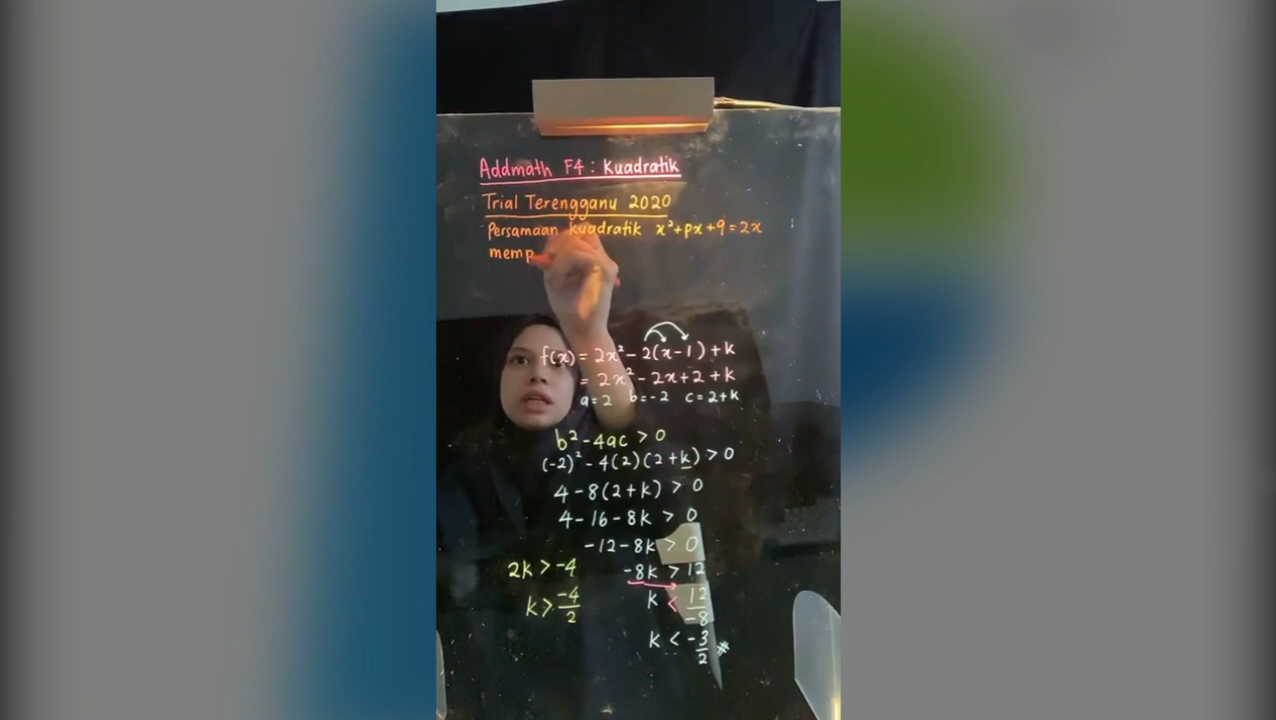 Addmath F4 : Kuadratik
Trial Terengganu 2020
Persamaan kuadratik x²+px+9=2x
memp
f(x) = 2x² - 2(x-1) + k
= 2x² - 2x + 2 + k
a = 2 b = -2 c = 2+k
b² - 4ac > 0
(-2)² - 4(2)(2+k) > 0
4 - 8(2+k) > 0
4 - 16 - 8k > 0
-12 - 8k > 0
2k > -4
k > -4/2
-8k > 12
k < 12/-8
k < -3/2